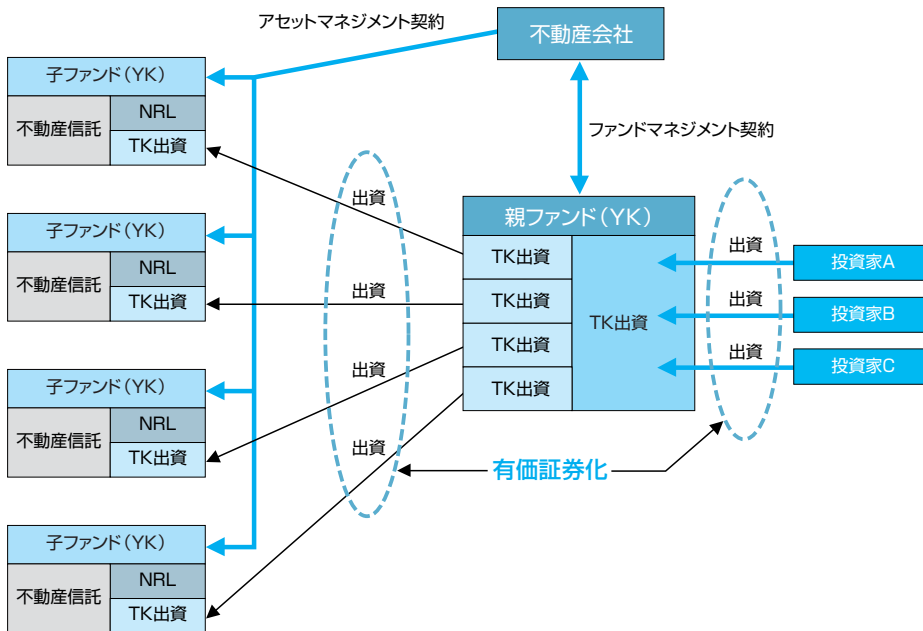 アセットマネジメント契約
不動産会社
ファンドマネジメント契約
子ファンド(YK)
不動産信託
NRL
TK出資
子ファンド(YK)
不動産信託
NRL
TK出資
子ファンド(YK)
不動産信託
NRL
TK出資
子ファンド(YK)
不動産信託
NRL
TK出資
出資
出資
出資
出資
親ファンド(YK)
TK出資
TK出資
TK出資
TK出資
TK出資
出資
出資
出資
投資家A
投資家B
投資家C
有価証券化